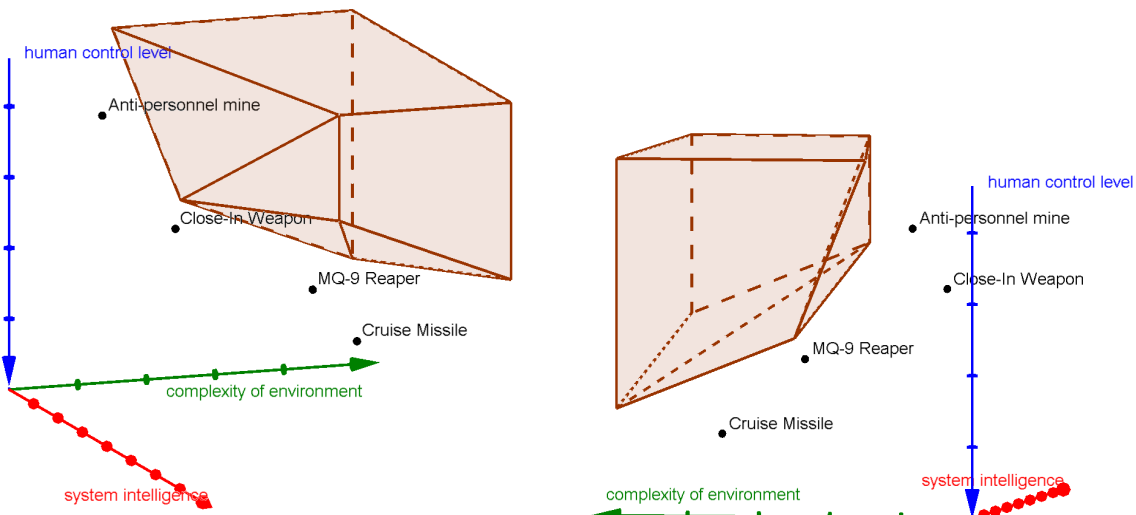 human control level
Anti-personnel mine
Close-In Weapon
MQ-9 Reaper
Cruise Missile
complexity of environment
system intelligence
human control level
Anti-personnel mine
Close-In Weapon
MQ-9 Reaper
Cruise Missile
system intelligence
complexity of environment